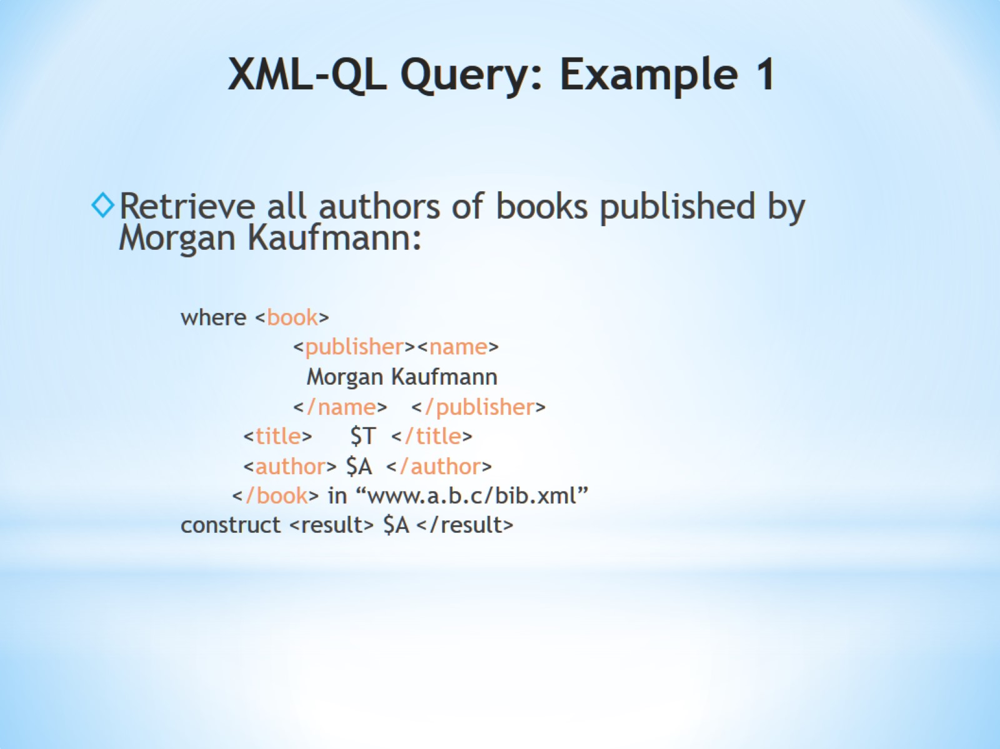 XML-QL Query: Example 1
Retrieve all authors of books published by
Morgan Kaufmann:
where <book>
<publisher><name>
Morgan Kaufmann
</name> </publisher>
<title> $T </title>
<author> $A </author>
</book> in “www.a.b.c/bib.xml”
construct <result> $A </result>